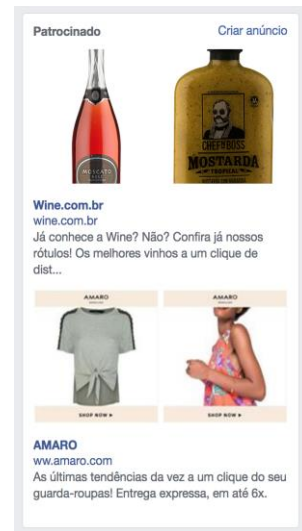 Patrocinado Criar anúncio
MOSCATO
CHEF BOSS
MOSTARDA
TROPICAL
Wine.com.br
wine.com.br
Já conhece a Wine? Não? Confira já nossos
rótulos! Os melhores vinhos a um clique de
dist...
AMARO AMARO
SHOP NOW ▸ SHOP NOW ▸
AMARO
ww.amaro.com
As últimas tendências da vez a um clique do seu
guarda-roupas! Entrega expressa, em até 6x.